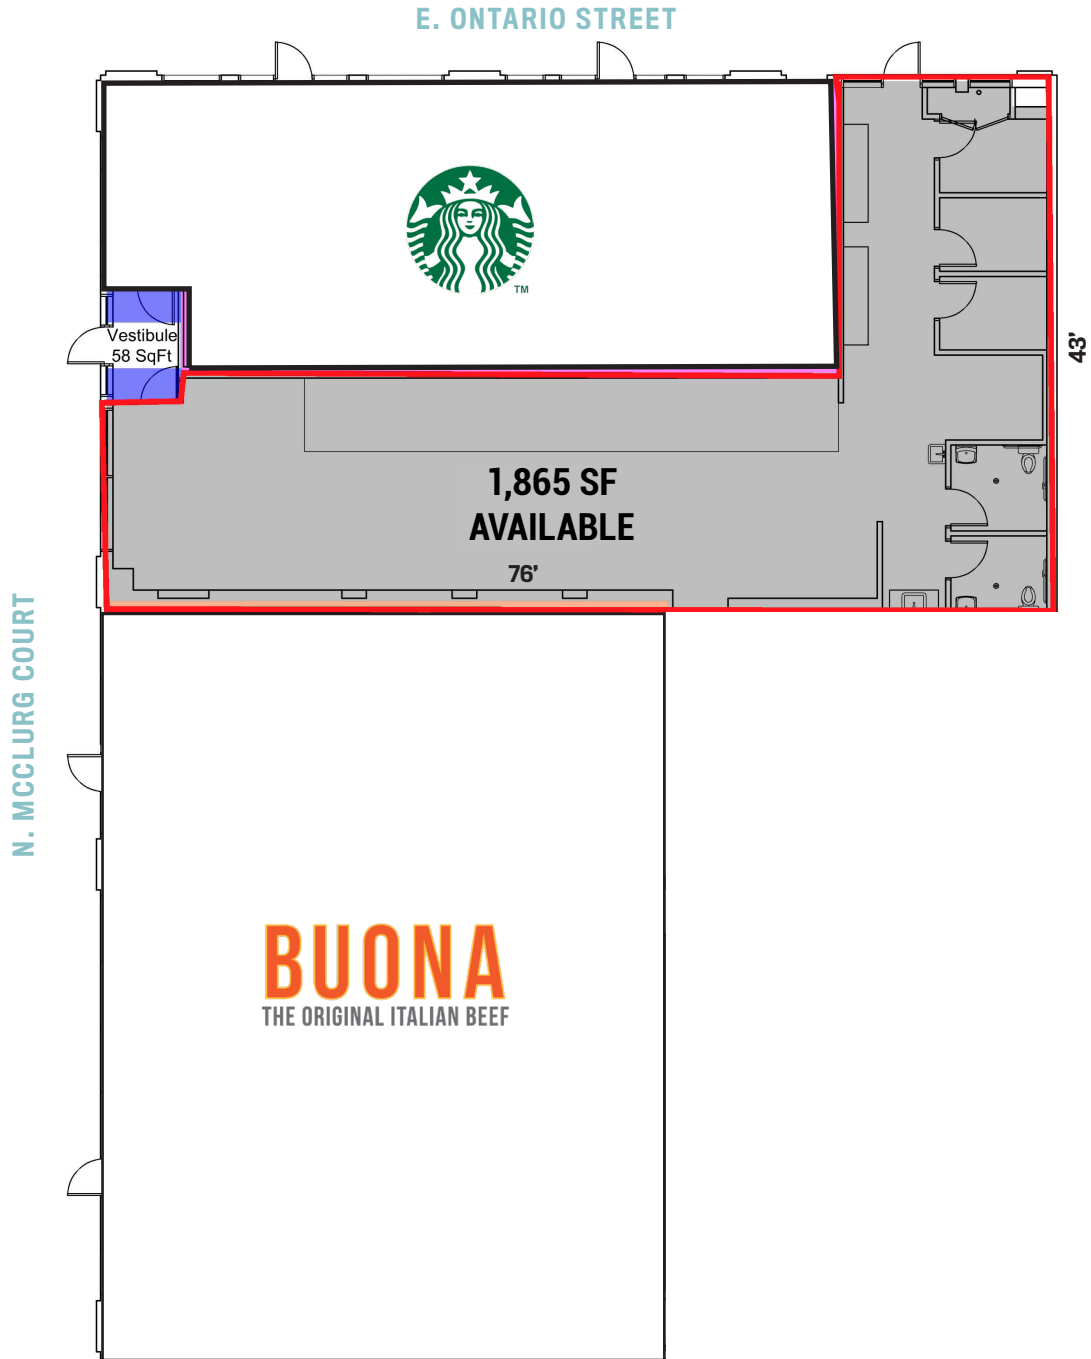 E. ONTARIO STREET
TM
Vestibule
58 SqFt
43'
1,865 SF
AVAILABLE
76'
N. MCCLURG COURT
BUONA
THE ORIGINAL ITALIAN BEEF